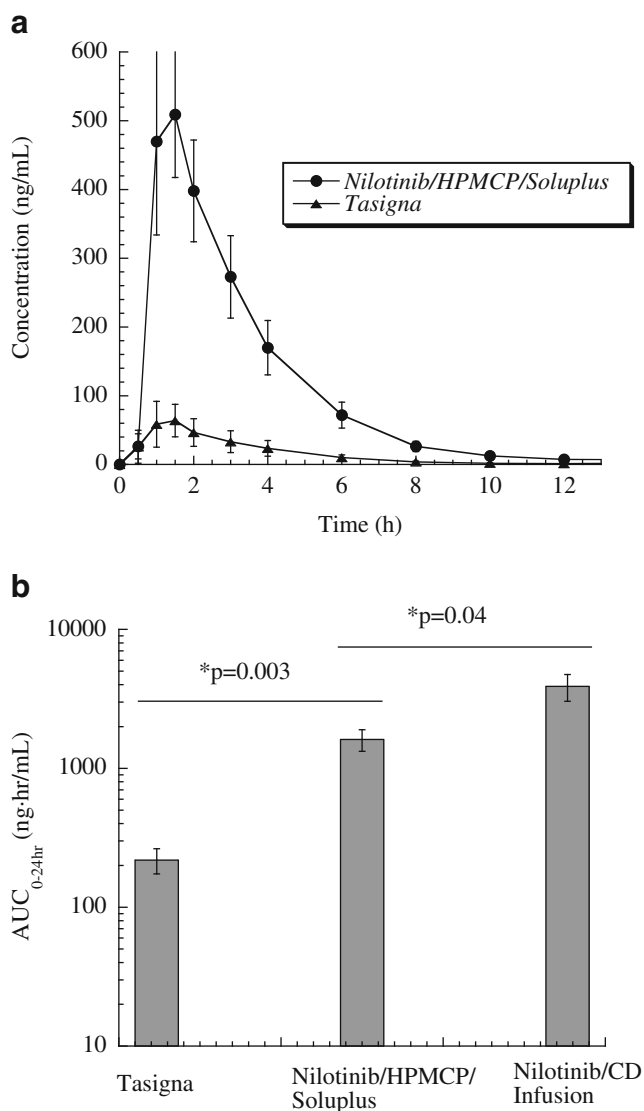 a
600
500
400
300
200
100
0
Concentration (ng/mL)
Nilotinib/HPMCP/Soluplus
Tasigna
0 2 4 6 8 10 12
Time (h)
b
10000
1000
100
10
AUC0-24hr (ng·hr/mL)
*p=0.04
*p=0.003
Tasigna
Nilotinib/HPMCP/
Soluplus
Nilotinib/CD
Infusion